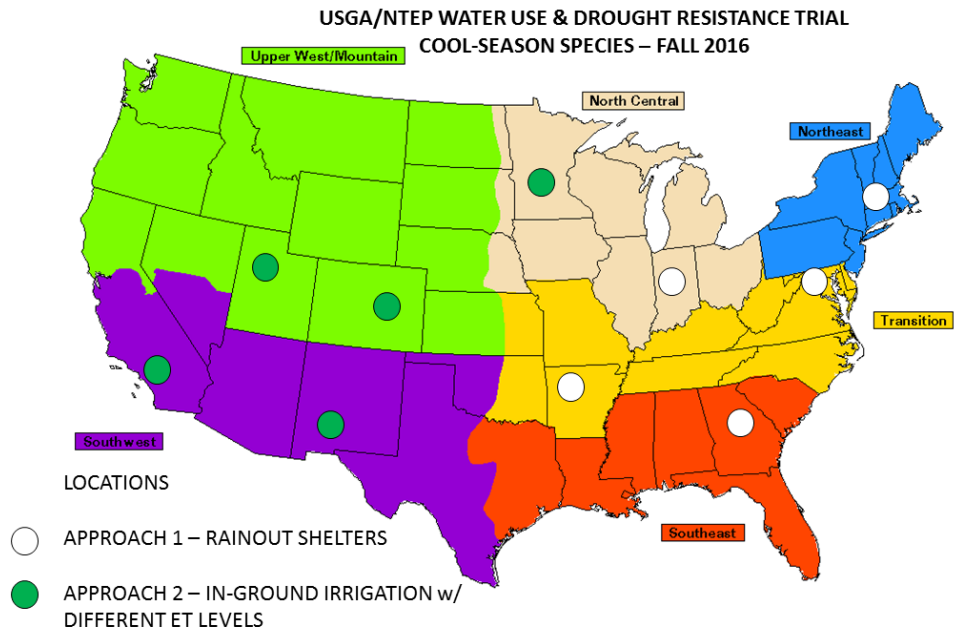 USGA/NTEP WATER USE & DROUGHT RESISTANCE TRIAL
COOL-SEASON SPECIES – FALL 2016
Upper West/Mountain
North Central
Northeast
Transition
Southwest
Southeast
LOCATIONS
APPROACH 1 – RAINOUT SHELTERS
APPROACH 2 – IN-GROUND IRRIGATION w/
DIFFERENT ET LEVELS